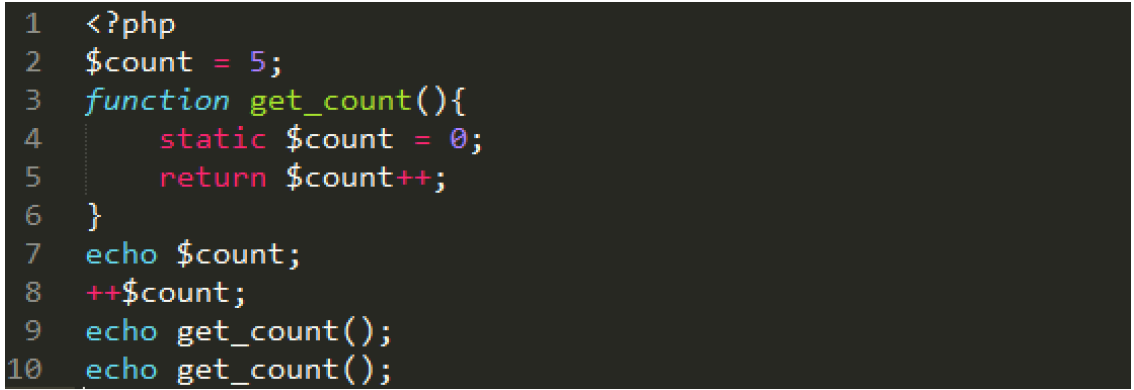 1 <?php
2 $count = 5;
3 function get_count(){
4     static $count = 0;
5     return $count++;
6 }
7 echo $count;
8 ++$count;
9 echo get_count();
10 echo get_count();